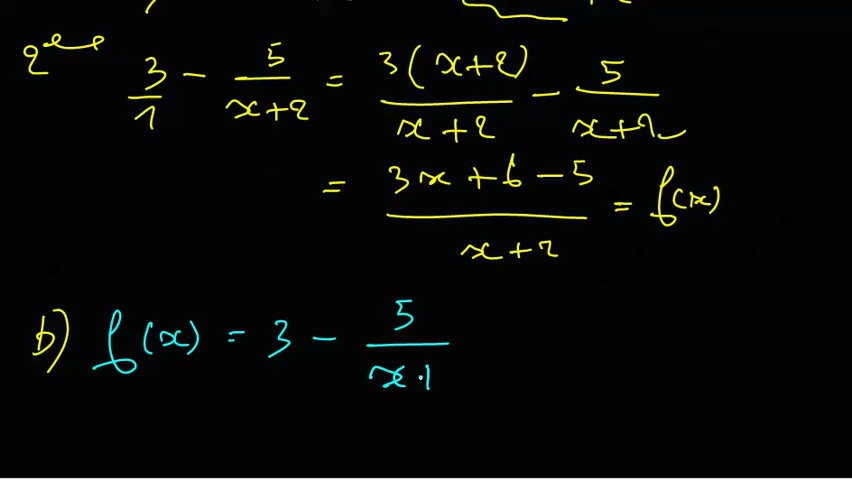 2
3/1 - 5/(x+2) = 3(x+2)/(x+2) - 5/(x+2)
= (3x+6-5)/(x+2) = f(x)
b) f(x) = 3 - 5/(x·1